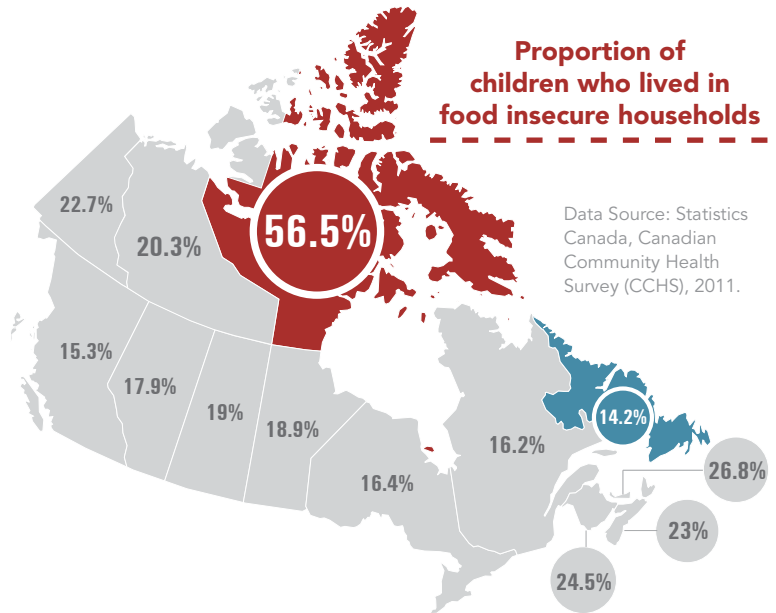 Proportion of
children who lived in
food insecure households
Data Source: Statistics
Canada, Canadian
Community Health
Survey (CCHS), 2011.
22.7%
20.3%
56.5%
15.3%
17.9%
19%
18.9%
16.4%
16.2%
14.2%
26.8%
23%
24.5%